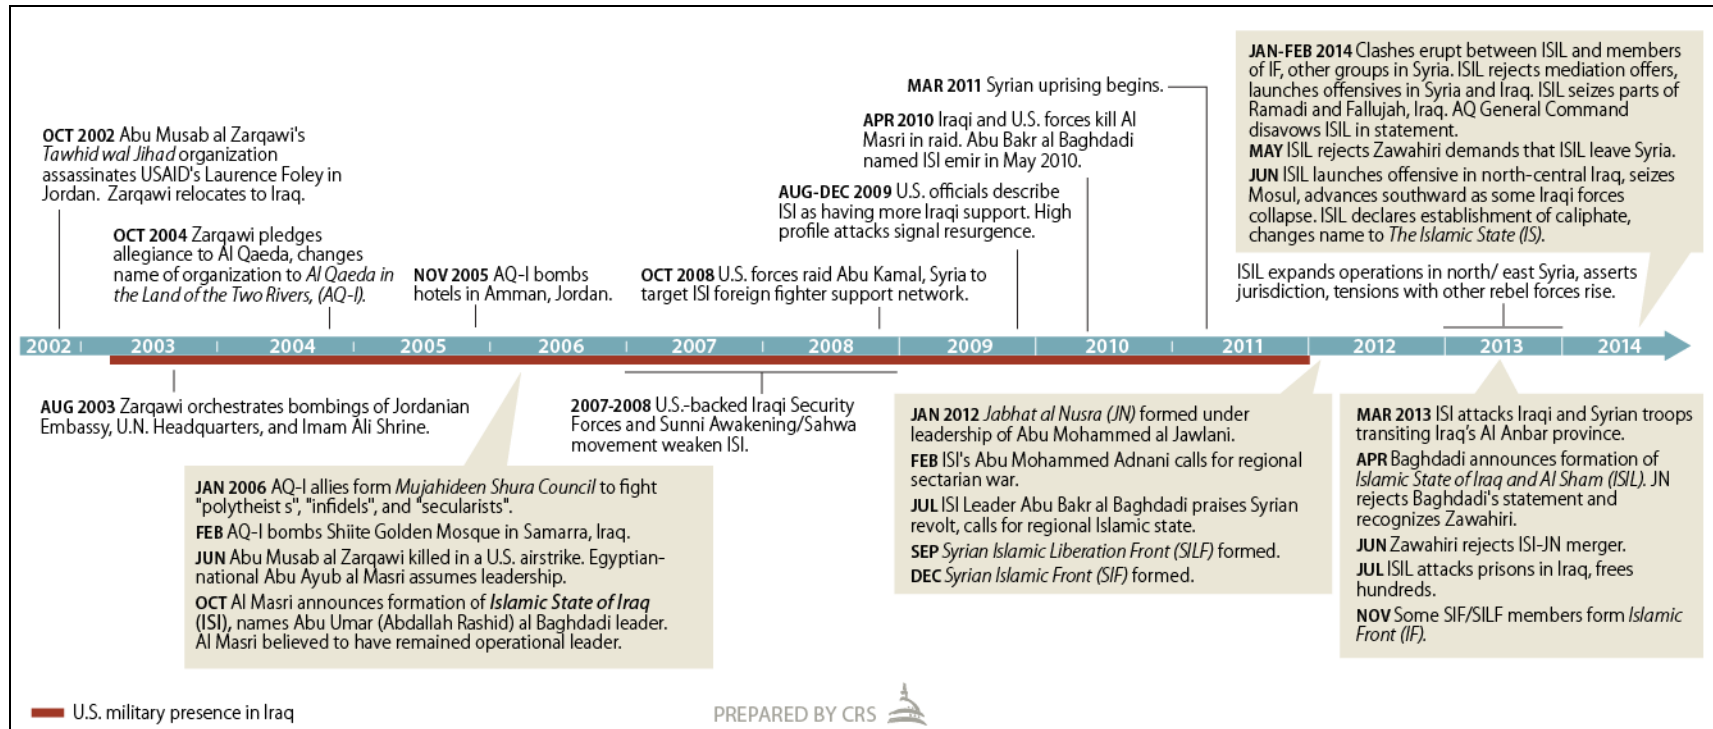 OCT 2002 Abu Musab al Zarqawi's
Tawhid wal Jihad organization
assassinates USAID's Laurence Foley in
Jordan. Zarqawi relocates to Iraq.
OCT 2004 Zarqawi pledges
allegiance to Al Qaeda, changes
name of organization to Al Qaeda in
the Land of the Two Rivers, (AQ-I).
NOV 2005 AQ-I bombs
hotels in Amman, Jordan.
OCT 2008 U.S. forces raid Abu Kamal, Syria to
target ISI foreign fighter support network.
AUG-DEC 2009 U.S. officials describe
ISI as having more Iraqi support. High
profile attacks signal resurgence.
APR 2010 Iraqi and U.S. forces kill Al
Masri in raid. Abu Bakr al Baghdadi
named ISI emir in May 2010.
MAR 2011 Syrian uprising begins.
JAN-FEB 2014 Clashes erupt between ISIL and members
of IF, other groups in Syria. ISIL rejects mediation offers,
launches offensives in Syria and Iraq. ISIL seizes parts of
Ramadi and Fallujah, Iraq. AQ General Command
disavows ISIL in statement.
MAY ISIL rejects Zawahiri demands that ISIL leave Syria.
JUN ISIL launches offensive in north-central Iraq, seizes
Mosul, advances southward as some Iraqi forces
collapse. ISIL declares establishment of caliphate,
changes name to The Islamic State (IS).
ISIL expands operations in north/ east Syria, asserts
jurisdiction, tensions with other rebel forces rise.
2002 2003 2004 2005 2006 2007 2008 2009 2010 2011 2012 2013 2014
AUG 2003 Zarqawi orchestrates bombings of Jordanian
Embassy, U.N. Headquarters, and Imam Ali Shrine.
JAN 2006 AQ-I allies form Mujahideen Shura Council to fight
"polytheist s", "infidels", and "secularists".
FEB AQ-I bombs Shiite Golden Mosque in Samarra, Iraq.
JUN Abu Musab al Zarqawi killed in a U.S. airstrike. Egyptian-
national Abu Ayub al Masri assumes leadership.
OCT Al Masri announces formation of Islamic State of Iraq
(ISI), names Abu Umar (Abdallah Rashid) al Baghdadi leader.
Al Masri believed to have remained operational leader.
2007-2008 U.S.-backed Iraqi Security
Forces and Sunni Awakening/Sahwa
movement weaken ISI.
JAN 2012 Jabhat al Nusra (JN) formed under
leadership of Abu Mohammed al Jawlani.
FEB ISI's Abu Mohammed Adnani calls for regional
sectarian war.
JUL ISI Leader Abu Bakr al Baghdadi praises Syrian
revolt, calls for regional Islamic state.
SEP Syrian Islamic Liberation Front (SILF) formed.
DEC Syrian Islamic Front (SIF) formed.
MAR 2013 ISI attacks Iraqi and Syrian troops
transiting Iraq's Al Anbar province.
APR Baghdadi announces formation of
Islamic State of Iraq and Al Sham (ISIL). JN
rejects Baghdadi's statement and
recognizes Zawahiri.
JUN Zawahiri rejects ISI-JN merger.
JUL ISIL attacks prisons in Iraq, frees
hundreds.
NOV Some SIF/SILF members form Islamic
Front (IF).
U.S. military presence in Iraq
PREPARED BY CRS